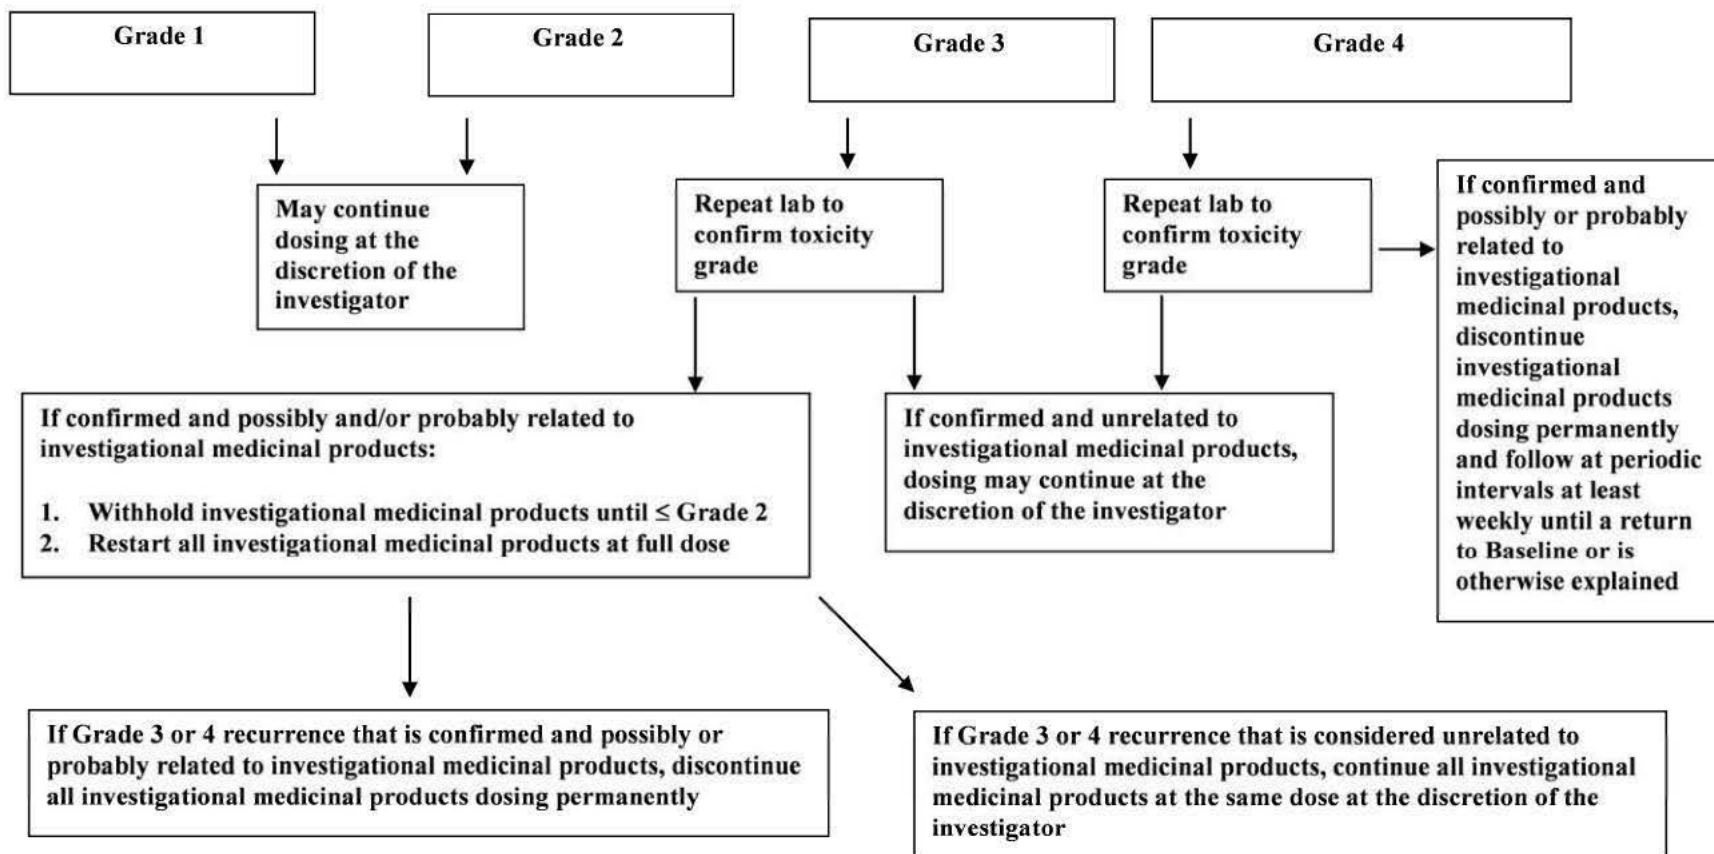 Grade 1
Grade 2
Grade 3
Grade 4
May continue
dosing at the
discretion of the
investigator
Repeat lab to
confirm toxicity
grade
Repeat lab to
confirm toxicity
grade
If confirmed and
possibly or probably
related to
investigational
medicinal products,
discontinue
investigational
medicinal products
dosing permanently
and follow at periodic
intervals at least
weekly until a return
to Baseline or is
otherwise explained
If confirmed and possibly and/or probably related to
investigational medicinal products:
1. Withhold investigational medicinal products until ≤ Grade 2
2. Restart all investigational medicinal products at full dose
If confirmed and unrelated to
investigational medicinal products,
dosing may continue at the
discretion of the investigator
If Grade 3 or 4 recurrence that is confirmed and possibly or
probably related to investigational medicinal products, discontinue
all investigational medicinal products dosing permanently
If Grade 3 or 4 recurrence that is considered unrelated to
investigational medicinal products, continue all investigational
medicinal products at the same dose at the discretion of the
investigator